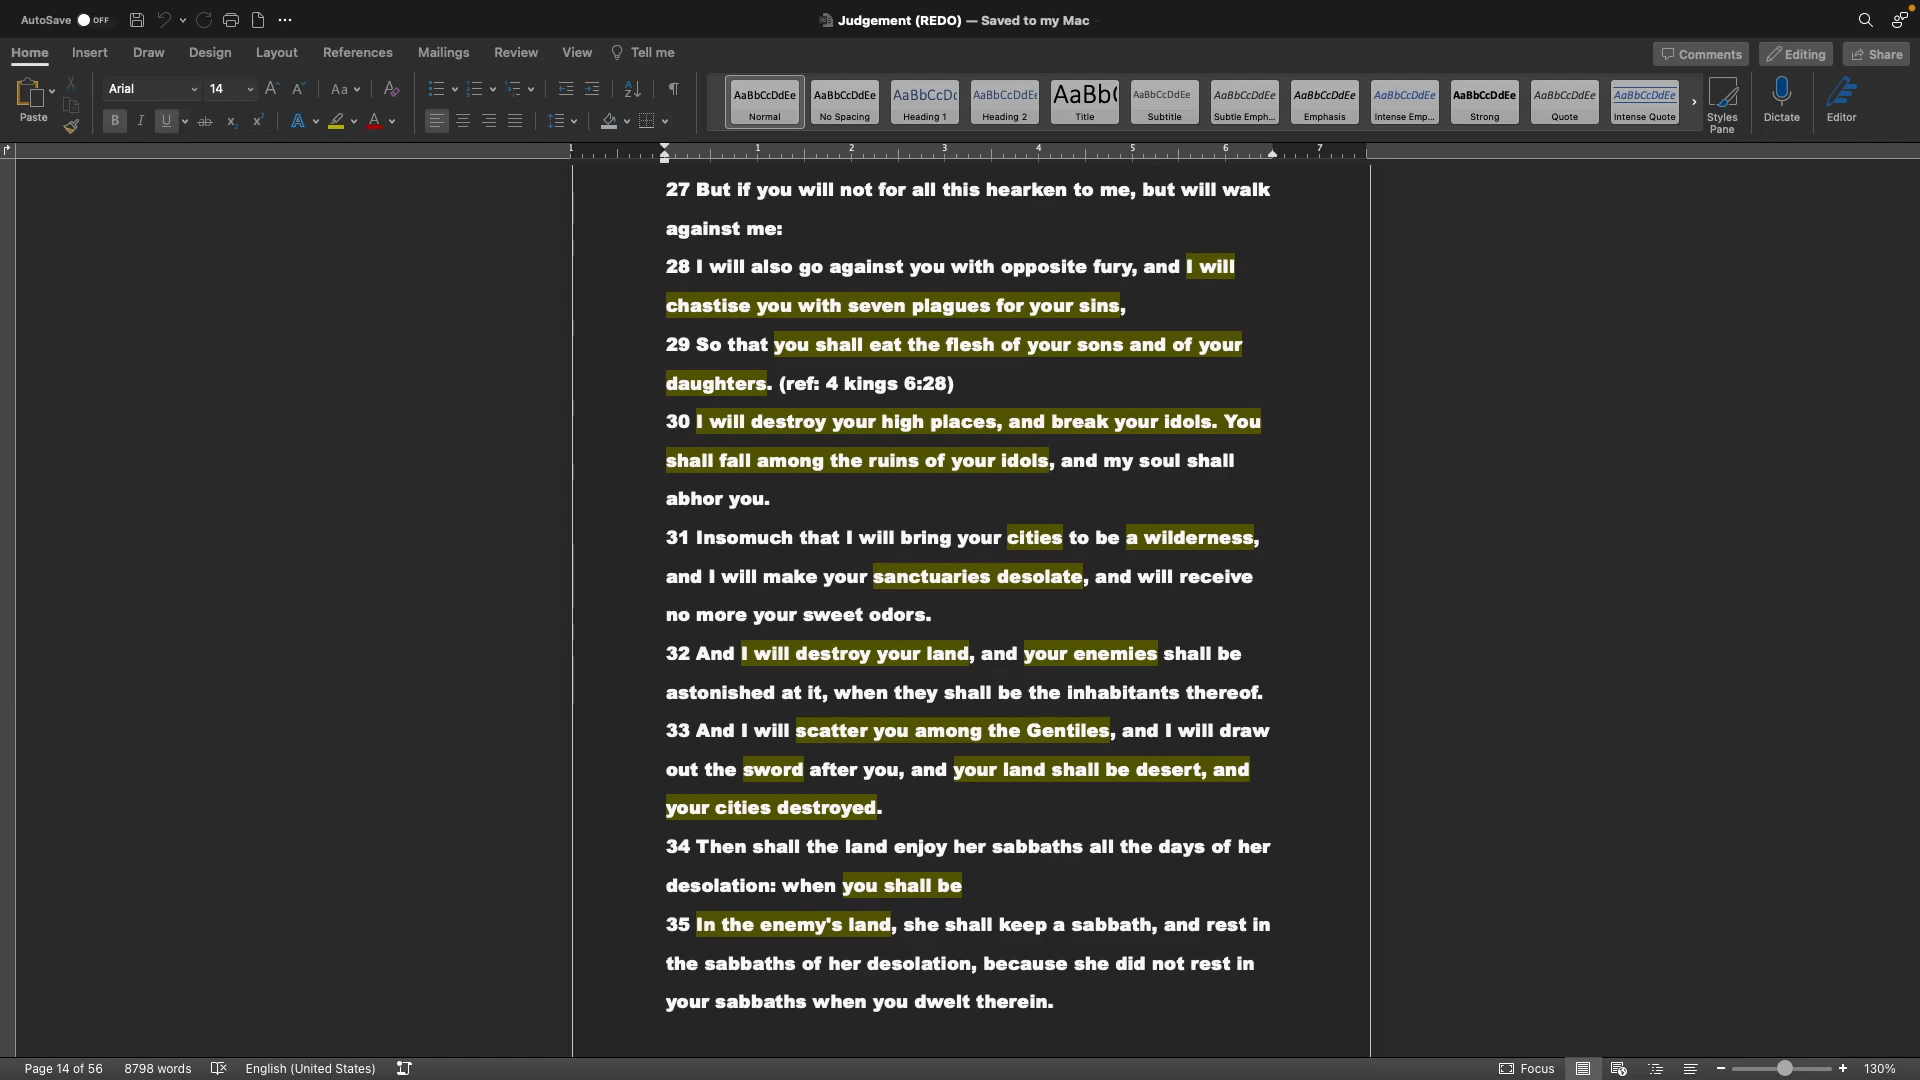 AutoSave OFF
Judgement (REDO) — Saved to my Mac
Home Insert Draw Design Layout References Mailings Review View Tell me
Comments Editing Share
Paste
Arial 14
Aa
B I U ab x₂ x² A A
AaBbCcDdEe AaBbCcDdEe AaBbCcDc AaBbCcDdEe AaBb( AaBbCcDdEe AaBbCcDdEe AaBbCcDdEe AaBbCcDdEe AaBbCcDdEe AaBbCcDdEe AaBbCcDdEe
Normal No Spacing Heading 1 Heading 2 Title Subtitle Subtle Emph... Emphasis Intense Emp... Strong Quote Intense Quote
Styles Pane
Dictate
Editor
1 1 2 3 4 5 6 7
27 But if you will not for all this hearken to me, but will walk
against me:
28 I will also go against you with opposite fury, and I will
chastise you with seven plagues for your sins,
29 So that you shall eat the flesh of your sons and of your
daughters. (ref: 4 kings 6:28)
30 I will destroy your high places, and break your idols. You
shall fall among the ruins of your idols, and my soul shall
abhor you.
31 Insomuch that I will bring your cities to be a wilderness,
and I will make your sanctuaries desolate, and will receive
no more your sweet odors.
32 And I will destroy your land, and your enemies shall be
astonished at it, when they shall be the inhabitants thereof.
33 And I will scatter you among the Gentiles, and I will draw
out the sword after you, and your land shall be desert, and
your cities destroyed.
34 Then shall the land enjoy her sabbaths all the days of her
desolation: when you shall be
35 In the enemy's land, she shall keep a sabbath, and rest in
the sabbaths of her desolation, because she did not rest in
your sabbaths when you dwelt therein.
Page 14 of 56 8798 words English (United States) Focus 130%